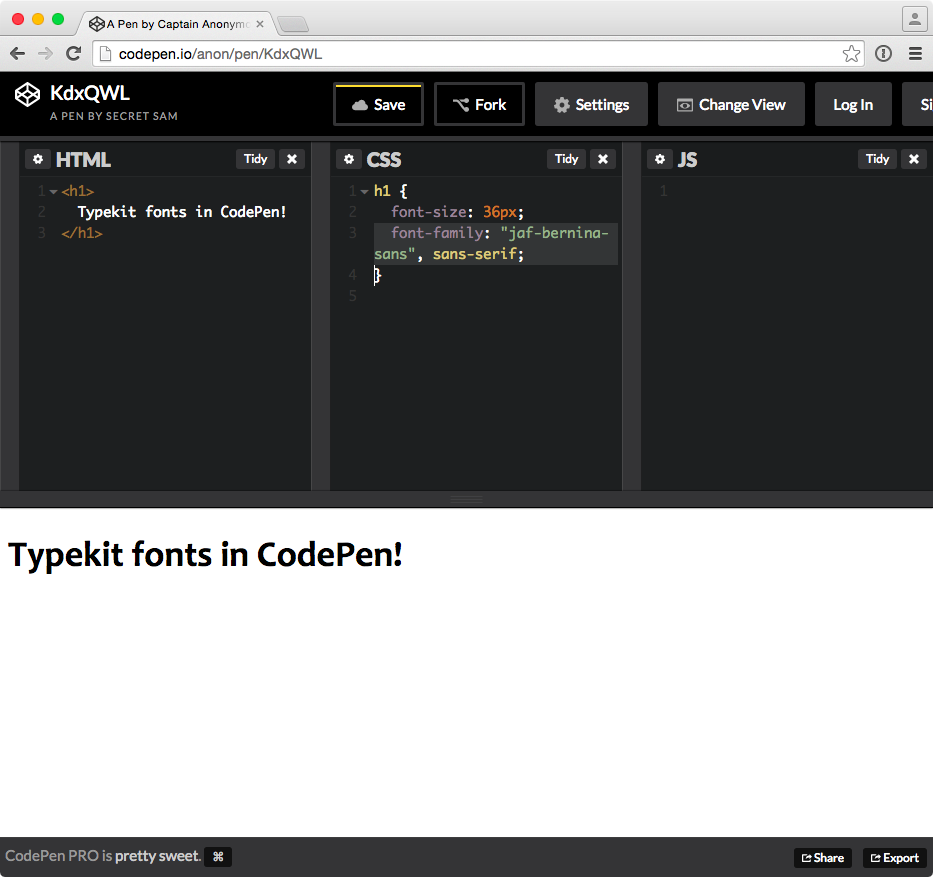 A Pen by Captain Anonymo
codepen.io/anon/pen/KdxQWL
KdxQWL
A PEN BY SECRET SAM
Save
Fork
Settings
Change View
Log In
Si
HTML
Tidy
1 <h1>
2 Typekit fonts in CodePen!
3 </h1>
CSS
Tidy
1 h1 {
2 font-size: 36px;
3 font-family: "jaf-bernina-
sans", sans-serif;
4 }
5
JS
Tidy
1
Typekit fonts in CodePen!
CodePen PRO is pretty sweet. ⌘
Share
Export